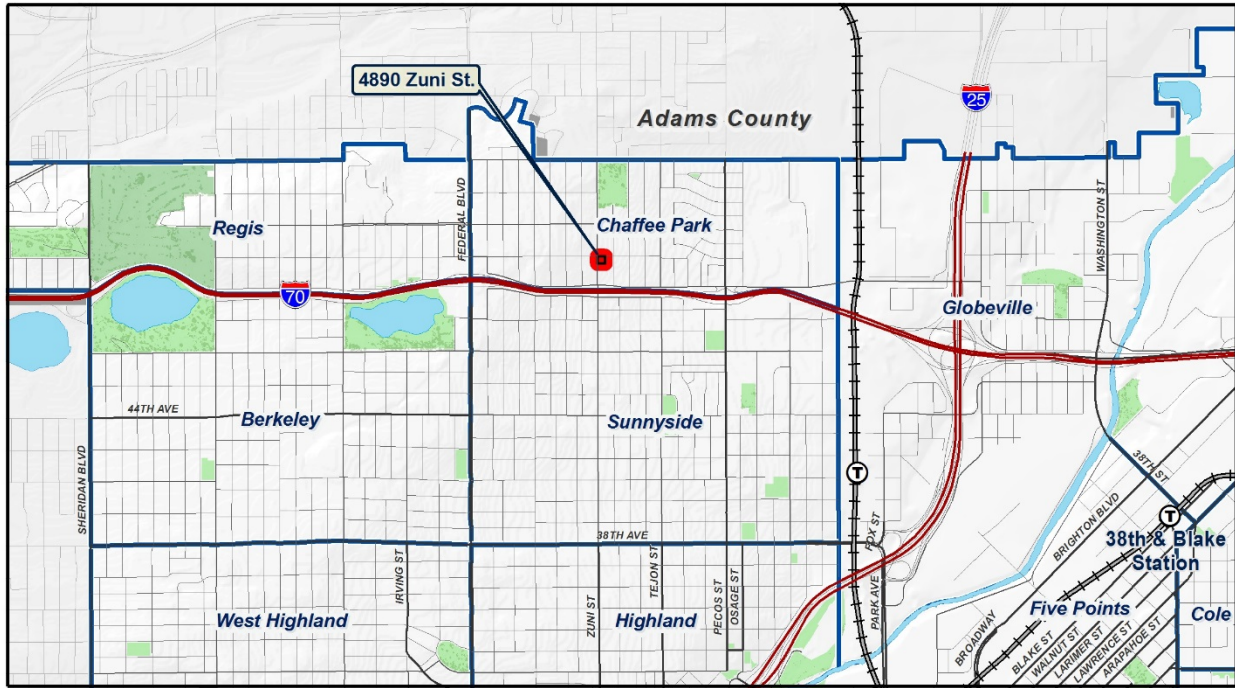 4890 Zuni St.
25
Adams County
WASHINGTON ST
FEDERAL BLVD
Regis
Chaffee Park
70
Globeville
44TH AVE
Berkeley
Sunnyside
SHERIDAN BLVD
38TH ST
T
T
BRIGHTON BLVD
38TH AVE
FOX ST
38th & Blake
Station
IRVING ST
ZUNI ST
TEJON ST
PECOS ST
OSAGE ST
PARK AVE
West Highland
Highland
Five Points
Cole
BROADWAY
BLAKE ST
WALNUT ST
LARIMER ST
LAWRENCE ST
ARAPAHOE ST